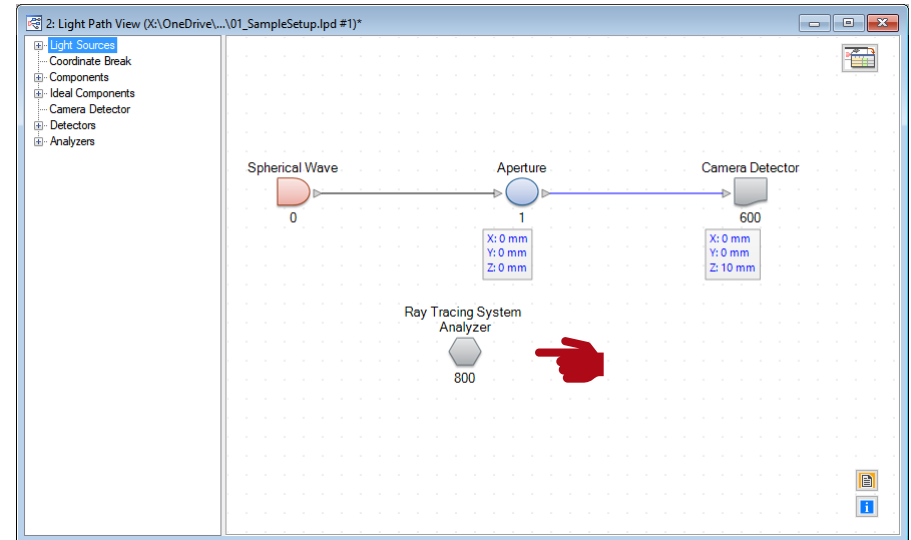 2: Light Path View (X:\OneDrive\...\01_SampleSetup.lpd #1)*
Light Sources
Coordinate Break
Components
Ideal Components
Camera Detector
Detectors
Analyzers
Spherical Wave
Aperture
Camera Detector
0
1
600
X: 0 mm
Y: 0 mm
Z: 0 mm
X: 0 mm
Y: 0 mm
Z: 10 mm
Ray Tracing System
Analyzer
800